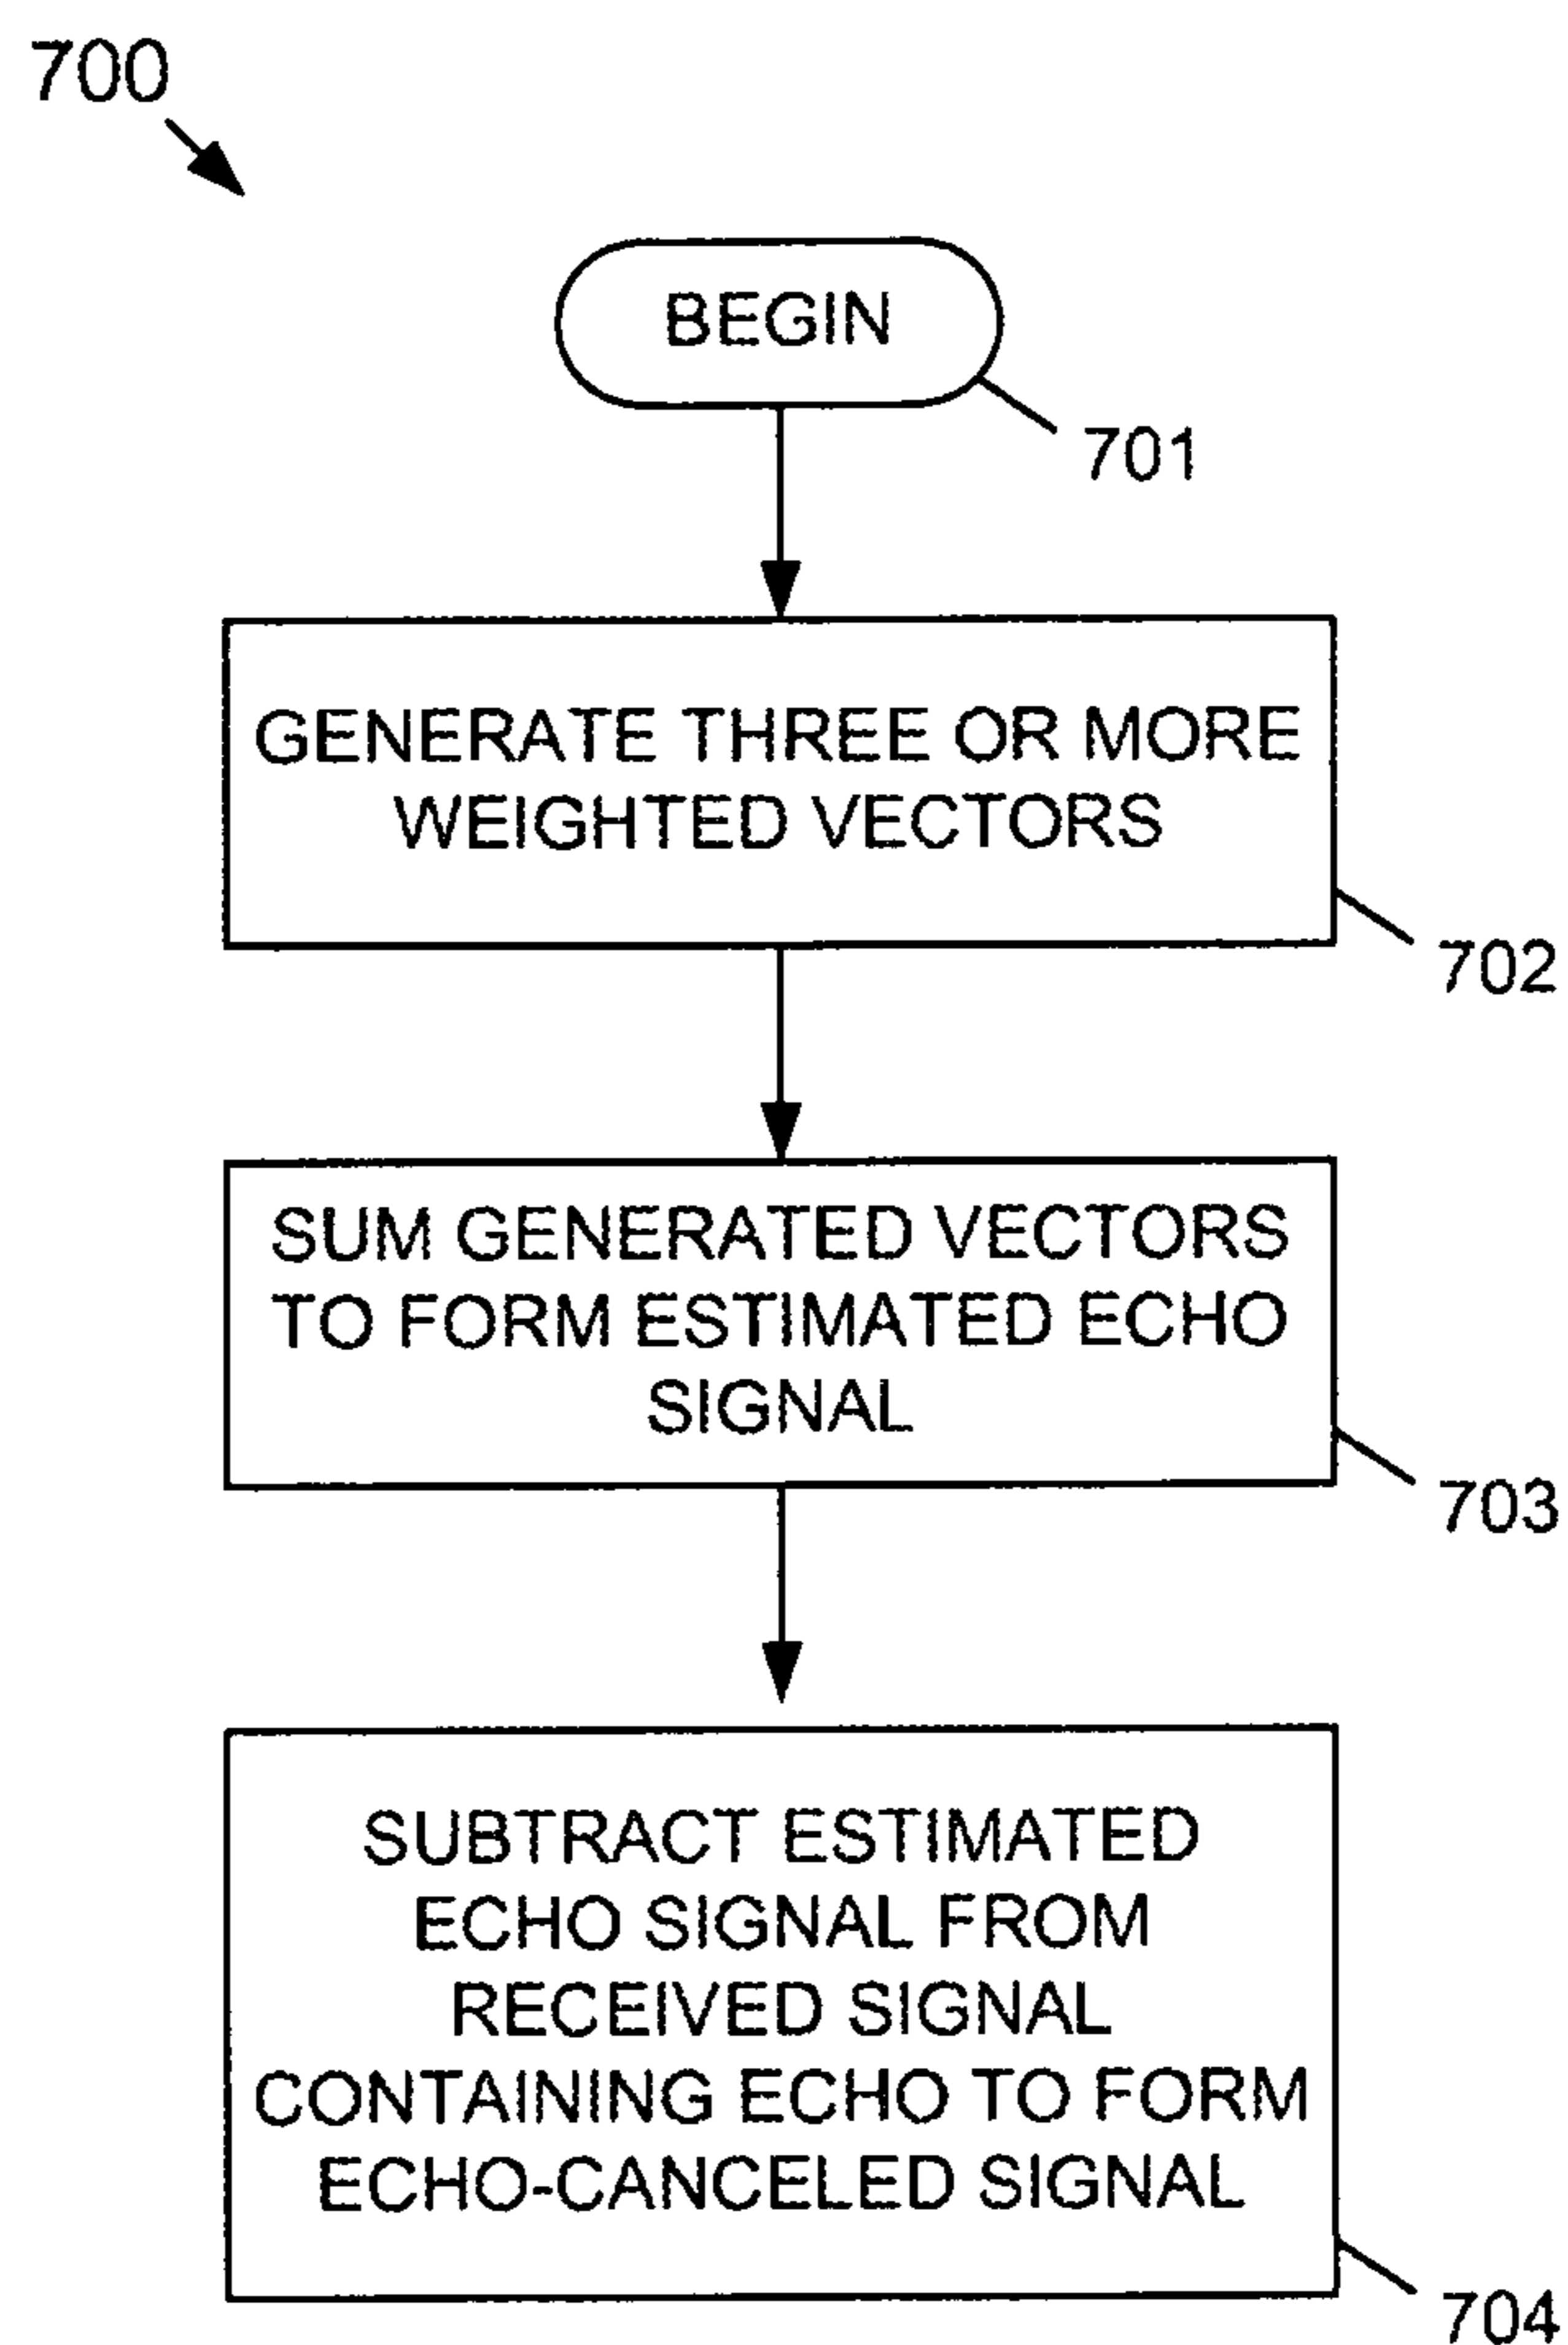 700
BEGIN
701
GENERATE THREE OR MORE
WEIGHTED VECTORS
702
SUM GENERATED VECTORS
TO FORM ESTIMATED ECHO
SIGNAL
703
SUBTRACT ESTIMATED
ECHO SIGNAL FROM
RECEIVED SIGNAL
CONTAINING ECHO TO FORM
ECHO-CANCELED SIGNAL
704